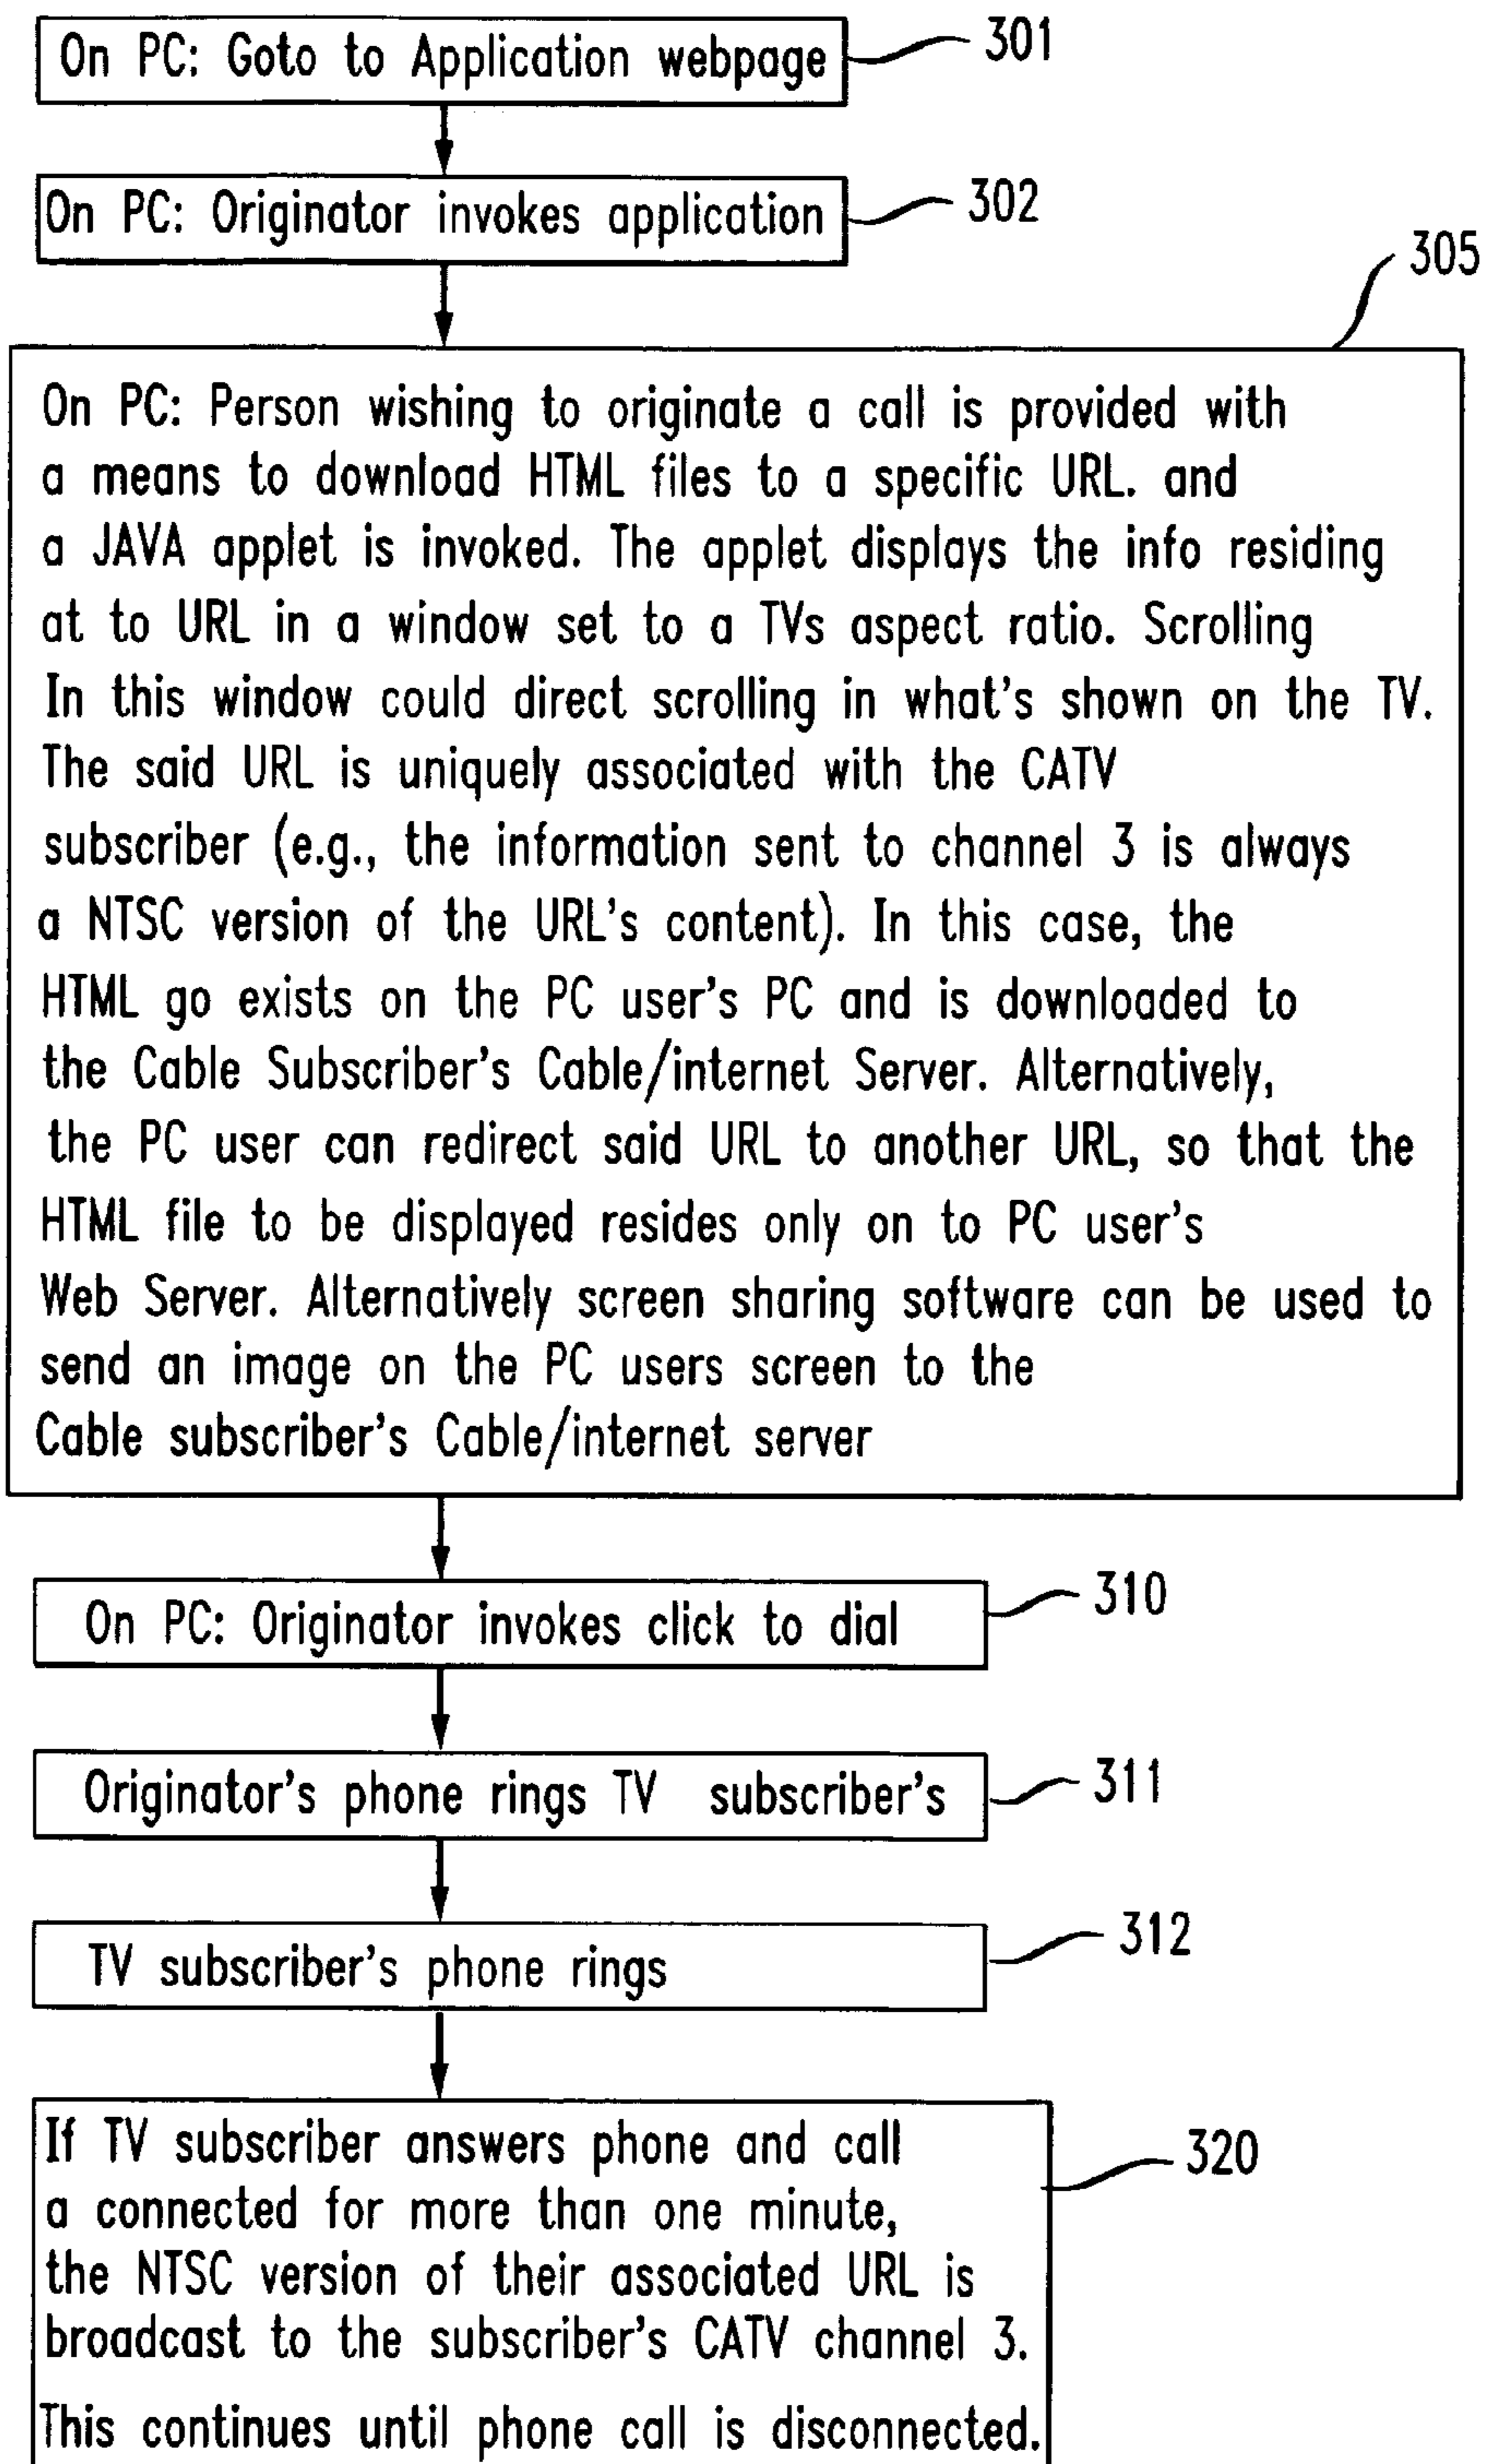 On PC: Goto to Application webpage
301
On PC: Originator invokes application
302
305
On PC: Person wishing to originate a call is provided with
a means to download HTML files to a specific URL. and
a JAVA applet is invoked. The applet displays the info residing
at to URL in a window set to a TVs aspect ratio. Scrolling
In this window could direct scrolling in what's shown on the TV.
The said URL is uniquely associated with the CATV
subscriber (e.g., the information sent to channel 3 is always
a NTSC version of the URL's content). In this case, the
HTML go exists on the PC user's PC and is downloaded to
the Cable Subscriber's Cable/internet Server. Alternatively,
the PC user can redirect said URL to another URL, so that the
HTML file to be displayed resides only on to PC user's
Web Server. Alternatively screen sharing software can be used to
send an image on the PC users screen to the
Cable subscriber's Cable/internet server
On PC: Originator invokes click to dial
310
Originator's phone rings TV subscriber's
311
TV subscriber's phone rings
312
If TV subscriber answers phone and call
a connected for more than one minute,
the NTSC version of their associated URL is
broadcast to the subscriber's CATV channel 3.
This continues until phone call is disconnected.
320